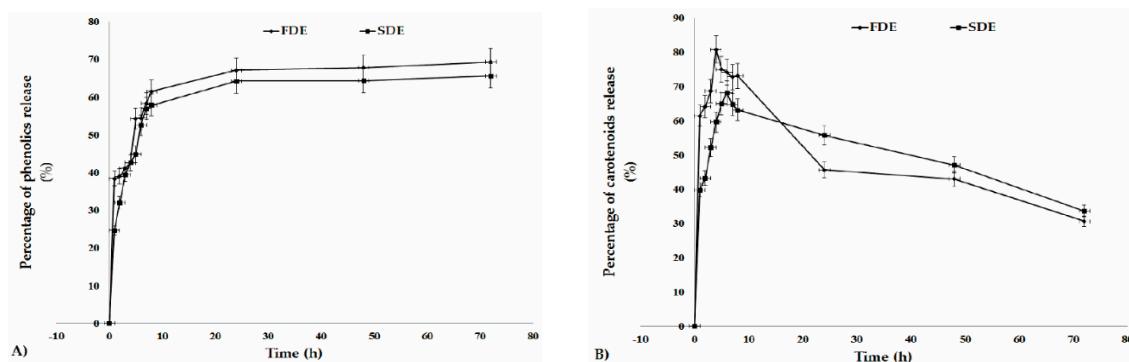 80
FDE SDE
70
60
50
40
30
20
10
0
-10 0 10 20 30 40 50 60 70 80
Percentage of phenolics release
(%)
Time (h)
A)
90
FDE SDE
80
70
60
50
40
30
20
10
0
-10 0 10 20 30 40 50 60 70 80
Percentage of carotenoids release
(%)
Time (h)
B)